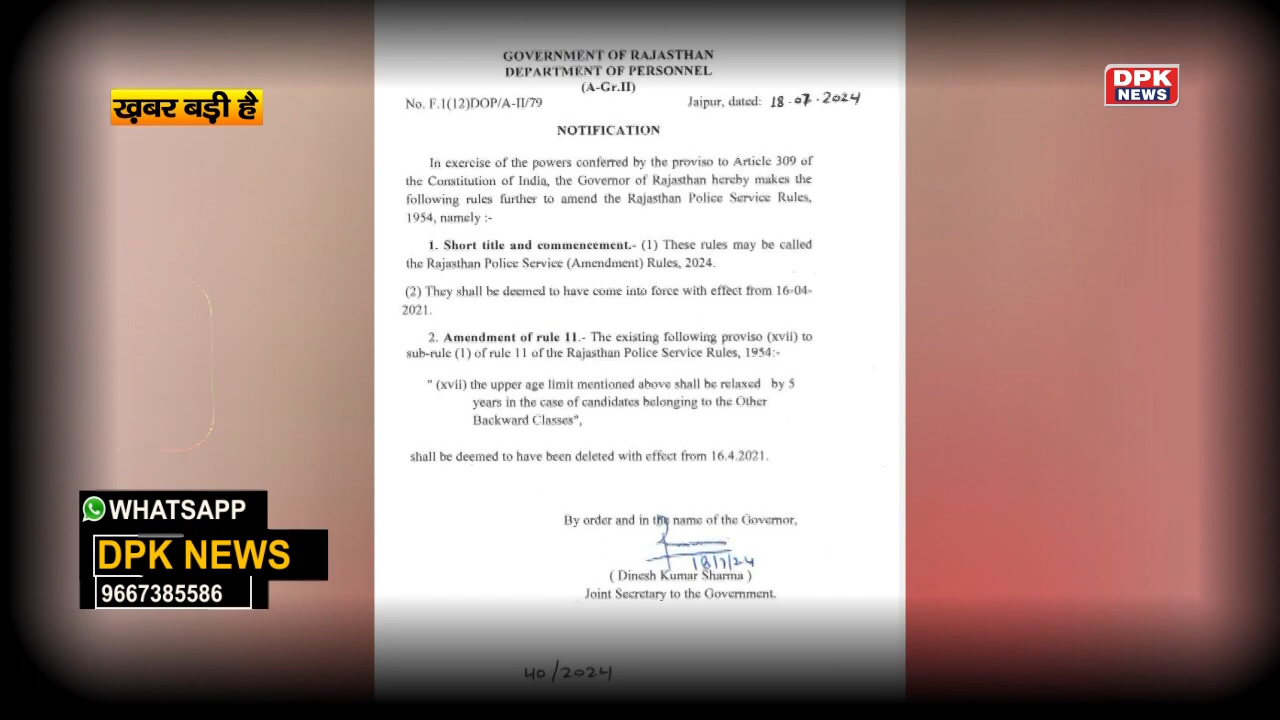 GOVERNMENT OF RAJASTHAN
DEPARTMENT OF PERSONNEL
(A-Gr.II)
No. F.1(12)DOP/A-II/79
Jaipur, dated: 18-07-2024
NOTIFICATION
In exercise of the powers conferred by the proviso to Article 309 of
the Constitution of India, the Governor of Rajasthan hereby makes the
following rules further to amend the Rajasthan Police Service Rules,
1954, namely :-
1. Short title and commencement.- (1) These rules may be called
the Rajasthan Police Service (Amendment) Rules, 2024.
(2) They shall be deemed to have come into force with effect from 16-04-
2021.
2. Amendment of rule 11.- The existing following proviso (xvii) to
sub-rule (1) of rule 11 of the Rajasthan Police Service Rules, 1954:-
" (xvii) the upper age limit mentioned above shall be relaxed by 5
years in the case of candidates belonging to the Other
Backward Classes",
shall be deemed to have been deleted with effect from 16.4.2021.
By order and in the name of the Governor,
18/7/24
( Dinesh Kumar Sharma )
Joint Secretary to the Government.
40/2024
ख़बर बड़ी है
DPK
NEWS
WHATSAPP
DPK NEWS
9667385586